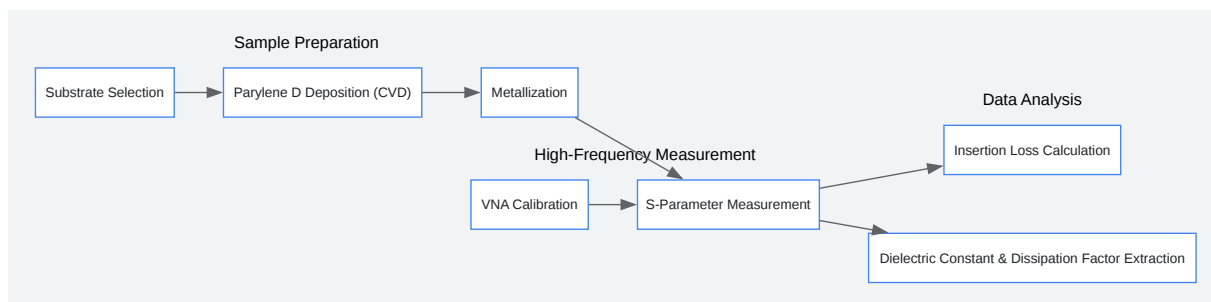 Sample Preparation
Substrate Selection
Parylene D Deposition (CVD)
Metallization
High-Frequency Measurement
VNA Calibration
S-Parameter Measurement
Data Analysis
Insertion Loss Calculation
Dielectric Constant & Dissipation Factor Extraction